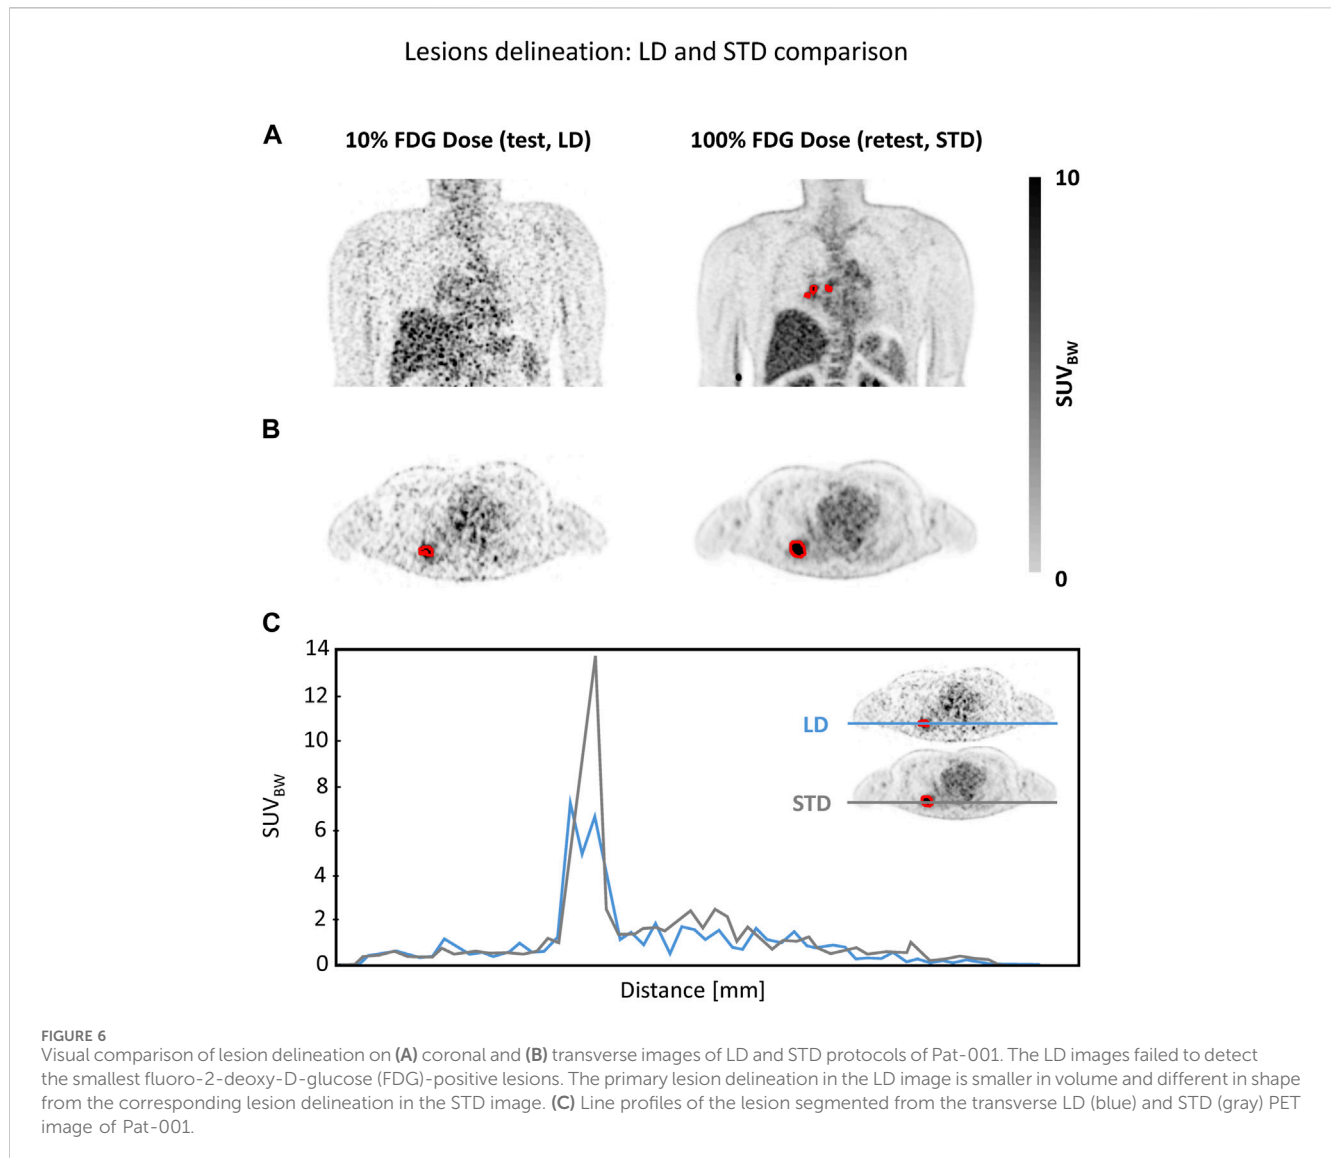 Lesions delineation: LD and STD comparison
A
10% FDG Dose (test, LD)
100% FDG Dose (retest, STD)
10
SUVBW
0
B
C
14
12
10
8
6
4
2
0
SUVBW
LD
STD
Distance [mm]
FIGURE 6
Visual comparison of lesion delineation on (A) coronal and (B) transverse images of LD and STD protocols of Pat-001. The LD images failed to detect
the smallest fluoro-2-deoxy-D-glucose (FDG)-positive lesions. The primary lesion delineation in the LD image is smaller in volume and different in shape
from the corresponding lesion delineation in the STD image. (C) Line profiles of the lesion segmented from the transverse LD (blue) and STD (gray) PET
image of Pat-001.